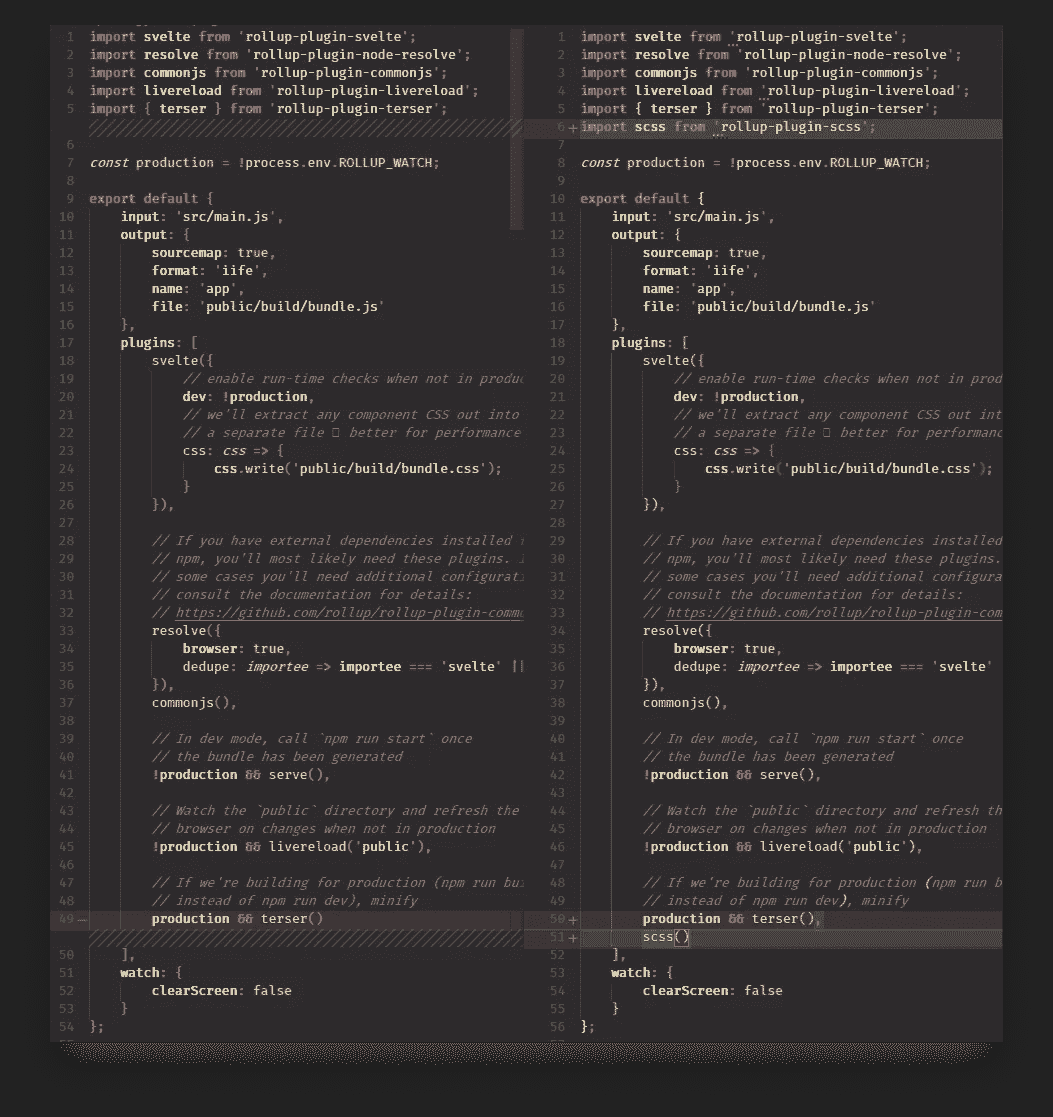 1 import svelte from 'rollup-plugin-svelte';
2 import resolve from 'rollup-plugin-node-resolve';
3 import commonjs from 'rollup-plugin-commonjs';
4 import livereload from 'rollup-plugin-livereload';
5 import { terser } from 'rollup-plugin-terser';
6
7 const production = !process.env.ROLLUP_WATCH;
8
9 export default {
10 input: 'src/main.js',
11 output: {
12 sourcemap: true,
13 format: 'iife',
14 name: 'app',
15 file: 'public/build/bundle.js'
16 },
17 plugins: [
18 svelte({
19 // enable run-time checks when not in produc
20 dev: !production,
21 // we'll extract any component CSS out into
22 // a separate file □ better for performance
23 css: css => {
24 css.write('public/build/bundle.css');
25 }
26 }),
27
28 // If you have external dependencies installed
29 // npm, you'll most likely need these plugins.
30 // some cases you'll need additional configurati
31 // consult the documentation for details:
32 // https://github.com/rollup/rollup-plugin-commo
33 resolve({
34 browser: true,
35 dedupe: importee => importee === 'svelte' ||
36 }),
37 commonjs(),
38
39 // In dev mode, call `npm run start` once
40 // the bundle has been generated
41 !production && serve(),
42
43 // Watch the `public` directory and refresh the
44 // browser on changes when not in production
45 !production && livereload('public'),
46
47 // If we're building for production (npm run bui
48 // instead of npm run dev), minify
49— production && terser()
50 ],
51 watch: {
52 clearScreen: false
53 }
54 };
1 import svelte from 'rollup-plugin-svelte';
2 import resolve from 'rollup-plugin-node-resolve';
3 import commonjs from 'rollup-plugin-commonjs';
4 import livereload from 'rollup-plugin-livereload';
5 import { terser } from 'rollup-plugin-terser';
6+ import scss from 'rollup-plugin-scss';
7
8 const production = !process.env.ROLLUP_WATCH;
9
10 export default {
11 input: 'src/main.js',
12 output: {
13 sourcemap: true,
14 format: 'iife',
15 name: 'app',
16 file: 'public/build/bundle.js'
17 },
18 plugins: [
19 svelte({
20 // enable run-time checks when not in prod
21 dev: !production,
22 // we'll extract any component CSS out int
23 // a separate file □ better for performanc
24 css: css => {
25 css.write('public/build/bundle.css');
26 }
27 }),
28
29 // If you have external dependencies installed
30 // npm, you'll most likely need these plugins.
31 // some cases you'll need additional configura
32 // consult the documentation for details:
33 // https://github.com/rollup/rollup-plugin-com
34 resolve({
35 browser: true,
36 dedupe: importee => importee === 'svelte'
37 }),
38 commonjs(),
39
40 // In dev mode, call `npm run start` once
41 // the bundle has been generated
42 !production && serve(),
43
44 // Watch the `public` directory and refresh th
45 // browser on changes when not in production
46 !production && livereload('public'),
47
48 // If we're building for production (npm run b
49 // instead of npm run dev), minify
50+ production && terser(),
51+ scss()
52 ],
53 watch: {
54 clearScreen: false
55 }
56 };